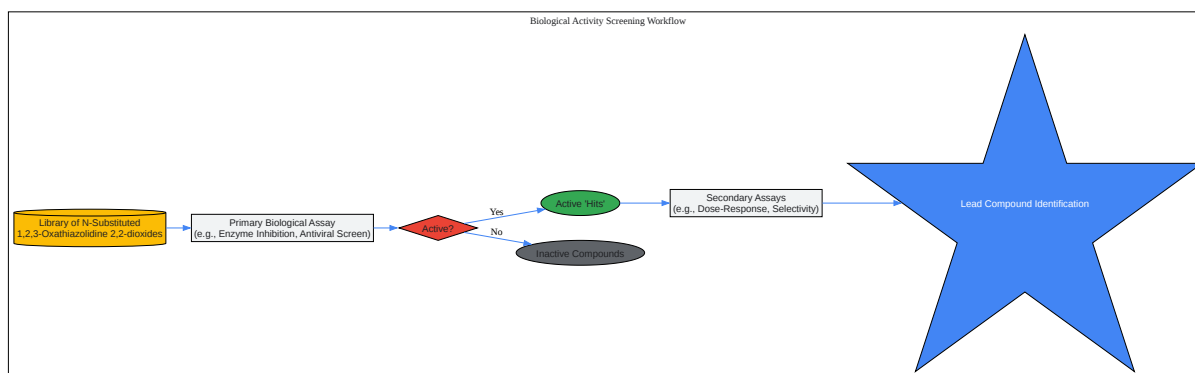 Biological Activity Screening Workflow
Library of N-Substituted
1,2,3-Oxathiazolidine 2,2-dioxides
Primary Biological Assay
(e.g., Enzyme Inhibition, Antiviral Screen)
Active?
Yes
No
Active 'Hits'
Inactive Compounds
Secondary Assays
(e.g., Dose-Response, Selectivity)
Lead Compound Identification